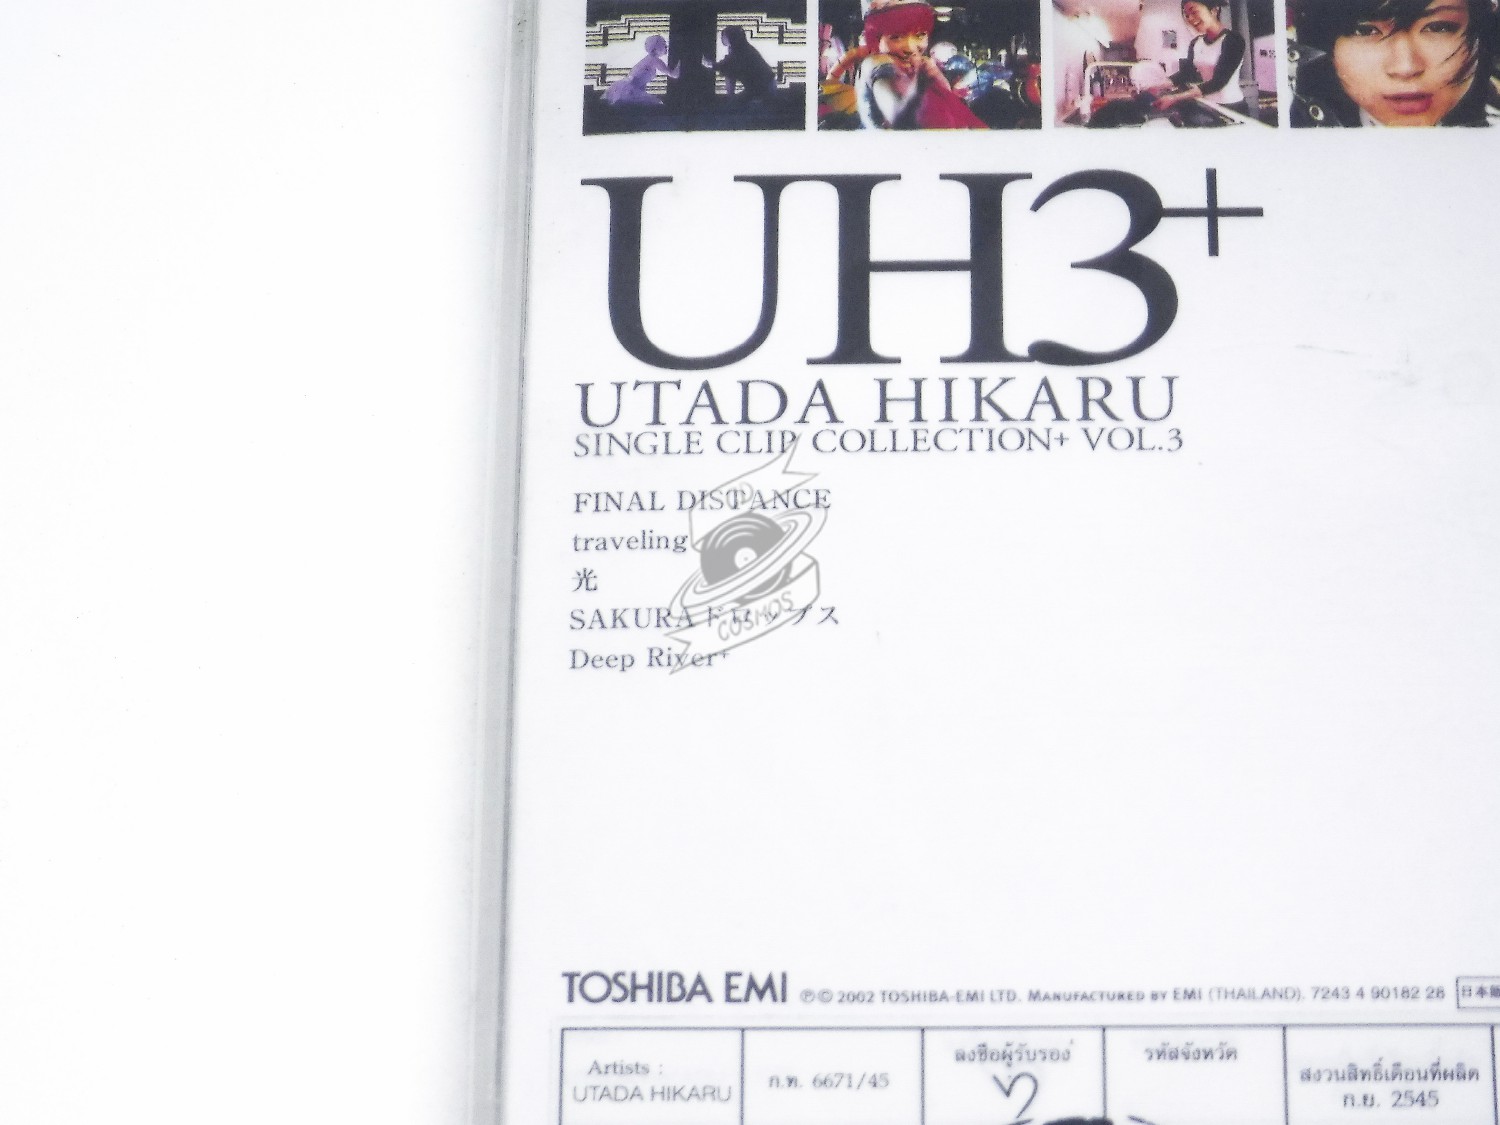 UH3+
UTADA HIKARU
SINGLE CLIP COLLECTION+ VOL.3
FINAL DISTANCE
traveling
光
SAKURAドロップス
Deep River+
CD
COSMOS
TOSHIBA EMI ℗© 2002 TOSHIBA-EMI LTD. MANUFACTURED BY EMI (THAILAND). 7243 4 90182 28 日本
Artists :
UTADA HIKARU
ก.ท. 6671/45
ลงชื่อผู้รับรอง
รหัสจังหวัด
สงวนสิทธิ์เดือนที่ผลิต
ก.ย. 2545